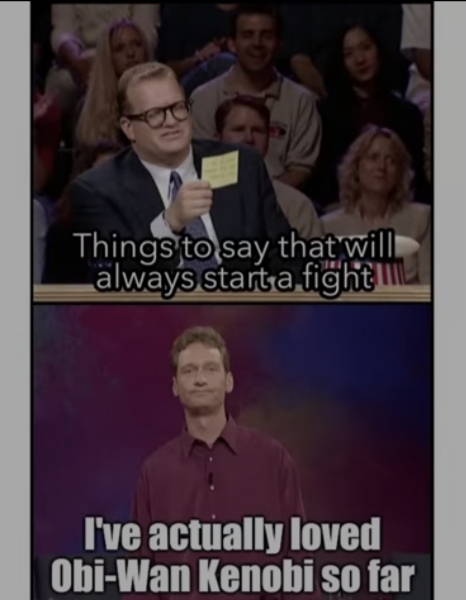 Things to say that will
always start a fight
I've actually loved
Obi-Wan Kenobi so far